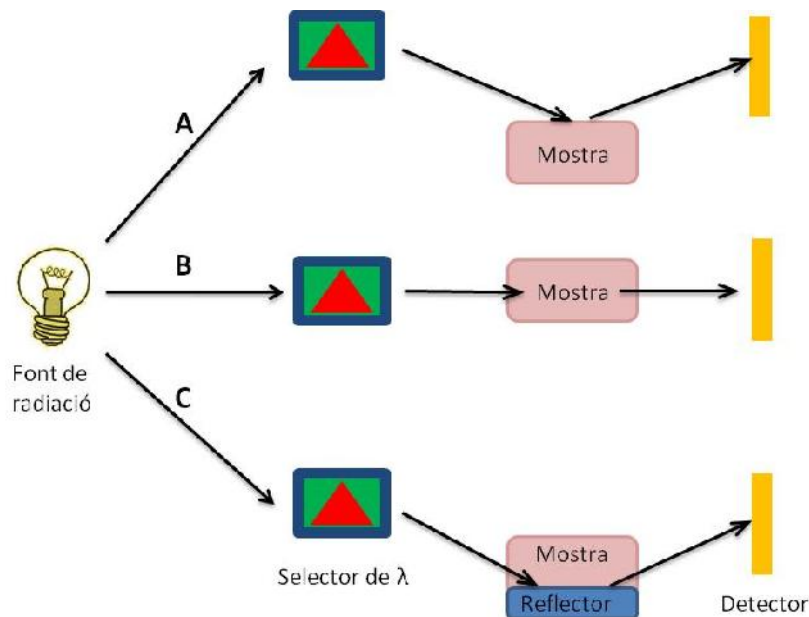 A
Mostra
B
Mostra
Font de
radiació
C
Selector de λ
Mostra
Reflector
Detector